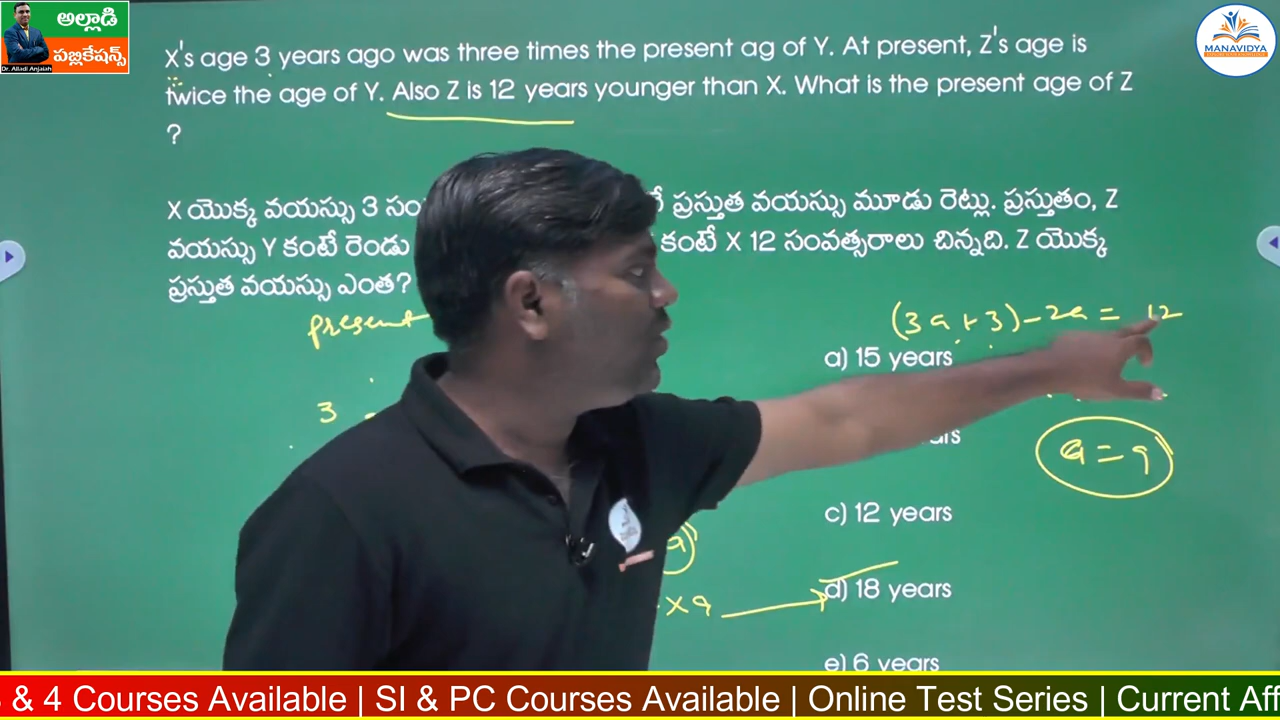 అల్లాడి
పబ్లికేషన్స్
Dr. Alladi Anjaiah
MANAVIDYA
X's age 3 years ago was three times the present ag of Y. At present, Z's age is
twice the age of Y. Also Z is 12 years younger than X. What is the present age of Z
?
X యొక్క వయస్సు 3 ప్రస్తుత వయస్సు మూడు రెట్లు. ప్రస్తుతం, Z
వయస్సు Y కంటే రెండు కంటే X 12 సంవత్సరాలు చిన్నది. Z యొక్క
ప్రస్తుత వయస్సు ఎంత?
present
(3a + 3) - 2a = 12
a) 15 years
3
a = 9
c) 12 years
d) 18 years
× 9
e) 6 years
& 4 Courses Available | SI & PC Courses Available | Online Test Series | Current